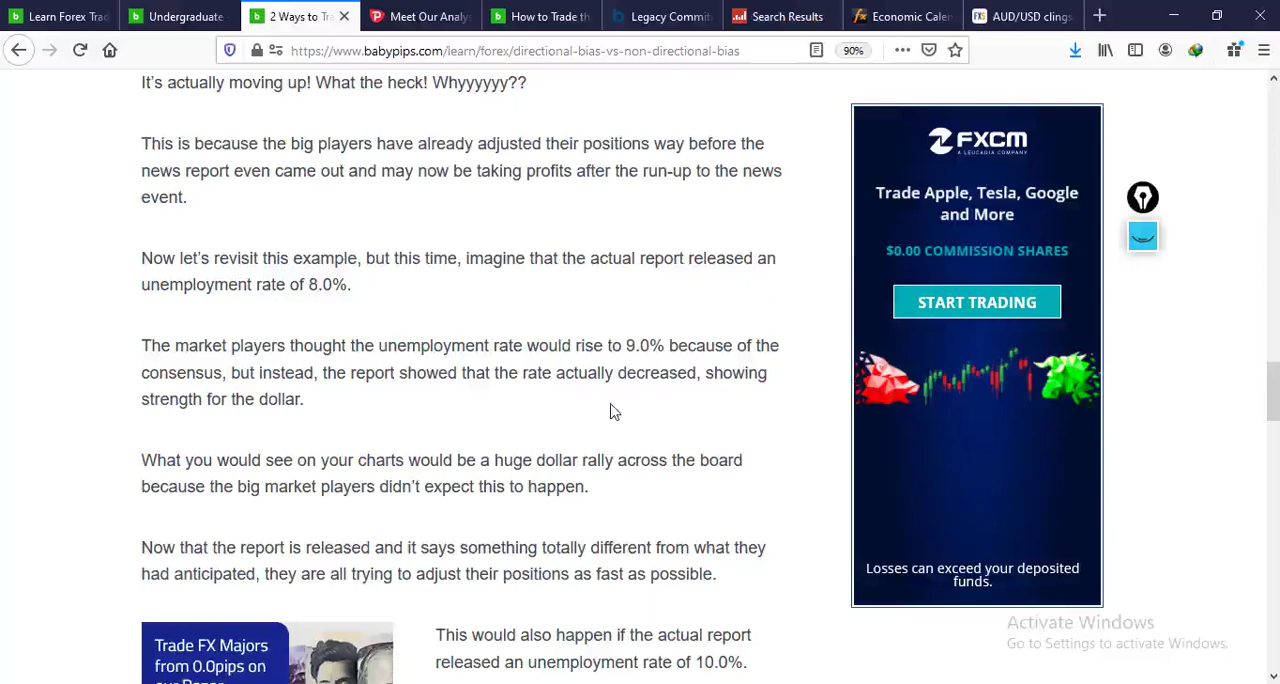 Learn Forex Trad
Undergraduate
2 Ways to Tra
Meet Our Analy
How to Trade th
Legacy Commit
Search Results
Economic Calen
AUD/USD clings
https://www.babypips.com/learn/forex/directional-bias-vs-non-directional-bias
90%
It's actually moving up! What the heck! Whyyyyyy??
This is because the big players have already adjusted their positions way before the
news report even came out and may now be taking profits after the run-up to the news
event.
Now let's revisit this example, but this time, imagine that the actual report released an
unemployment rate of 8.0%.
The market players thought the unemployment rate would rise to 9.0% because of the
consensus, but instead, the report showed that the rate actually decreased, showing
strength for the dollar.
What you would see on your charts would be a huge dollar rally across the board
because the big market players didn't expect this to happen.
Now that the report is released and it says something totally different from what they
had anticipated, they are all trying to adjust their positions as fast as possible.
Trade FX Majors
from 0.0pips on
our Razor
This would also happen if the actual report
released an unemployment rate of 10.0%.
FXCM
A LEUCADIA COMPANY
Trade Apple, Tesla, Google
and More
$0.00 COMMISSION SHARES
START TRADING
Losses can exceed your deposited
funds.
Activate Windows
Go to Settings to activate Windows.